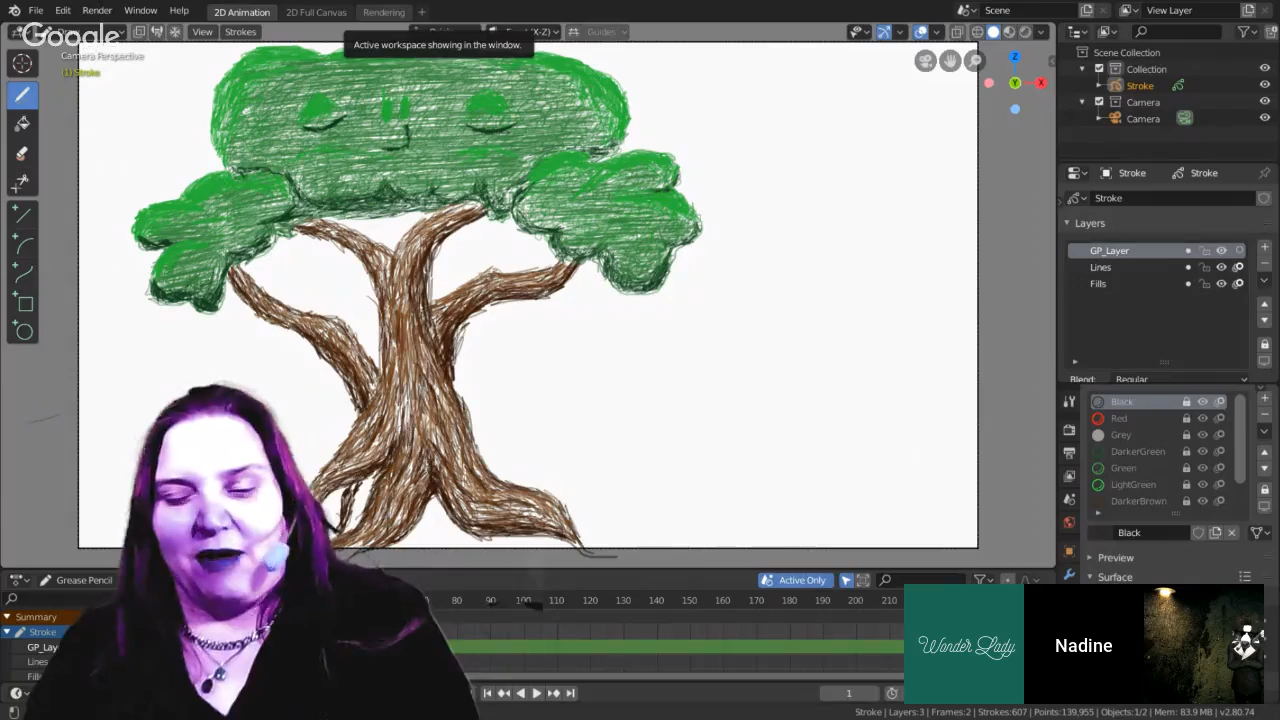 File Edit Render Window Help 2D Animation 2D Full Canvas Rendering + Scene View Layer
Google
View Strokes (X-Z) Guides
Active workspace showing in the window.
Camera Perspective
(1) Stroke
Z
Y
X
Scene Collection
Collection
Stroke
Camera
Camera
Stroke Stroke
Stroke
Layers
GP_Layer
Lines
Fills
Blend: Regular
Black
Red
Grey
DarkerGreen
Green
LightGreen
DarkerBrown
Black
Preview
Surface
Grease Pencil Active Only
80 90 100 110 120 130 140 150 160 170 180 190 200 210
Summary
Stroke
GP_Lay
Lines
Fills
1
Wonder Lady
Nadine
Stroke | Layers:3 | Frames:2 | Strokes:607 | Points:139,955 | Objects:1/2 | Mem: 83.9 MB | v2.80.74